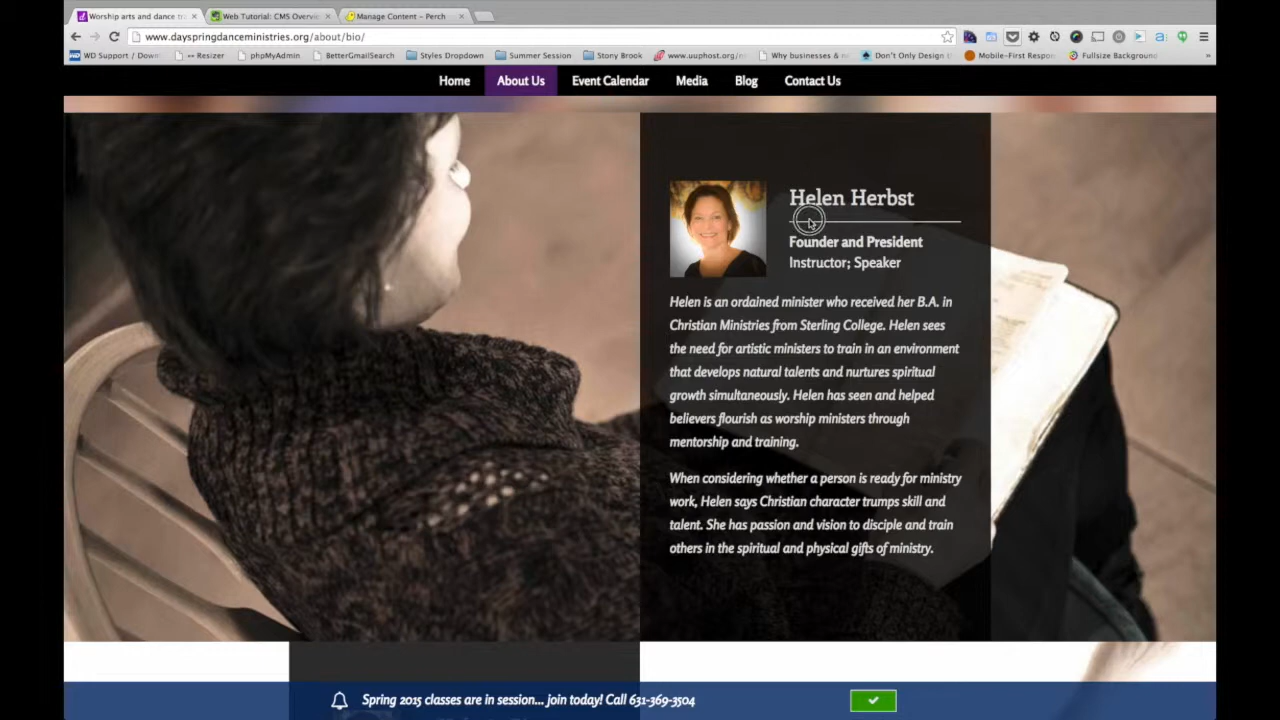 Worship arts and dance tr
Web Tutorial: CMS Overvie
Manage Content – Perch
www.dayspringdanceministries.org/about/bio/
WD Support / Down
↔ Resizer
phpMyAdmin
BetterGmailSearch
Styles Dropdown
Summer Session
Stony Brook
www.uuphost.org/
Why businesses & n
Don't Only Design
Mobile-First Respo
Fullsize Background
Home
About Us
Event Calendar
Media
Blog
Contact Us
Helen Herbst
Founder and President
Instructor; Speaker
Helen is an ordained minister who received her B.A. in
Christian Ministries from Sterling College. Helen sees
the need for artistic ministers to train in an environment
that develops natural talents and nurtures spiritual
growth simultaneously. Helen has seen and helped
believers flourish as worship ministers through
mentorship and training.
When considering whether a person is ready for ministry
work, Helen says Christian character trumps skill and
talent. She has passion and vision to disciple and train
others in the spiritual and physical gifts of ministry.
Spring 2015 classes are in session... join today! Call 631-369-3504